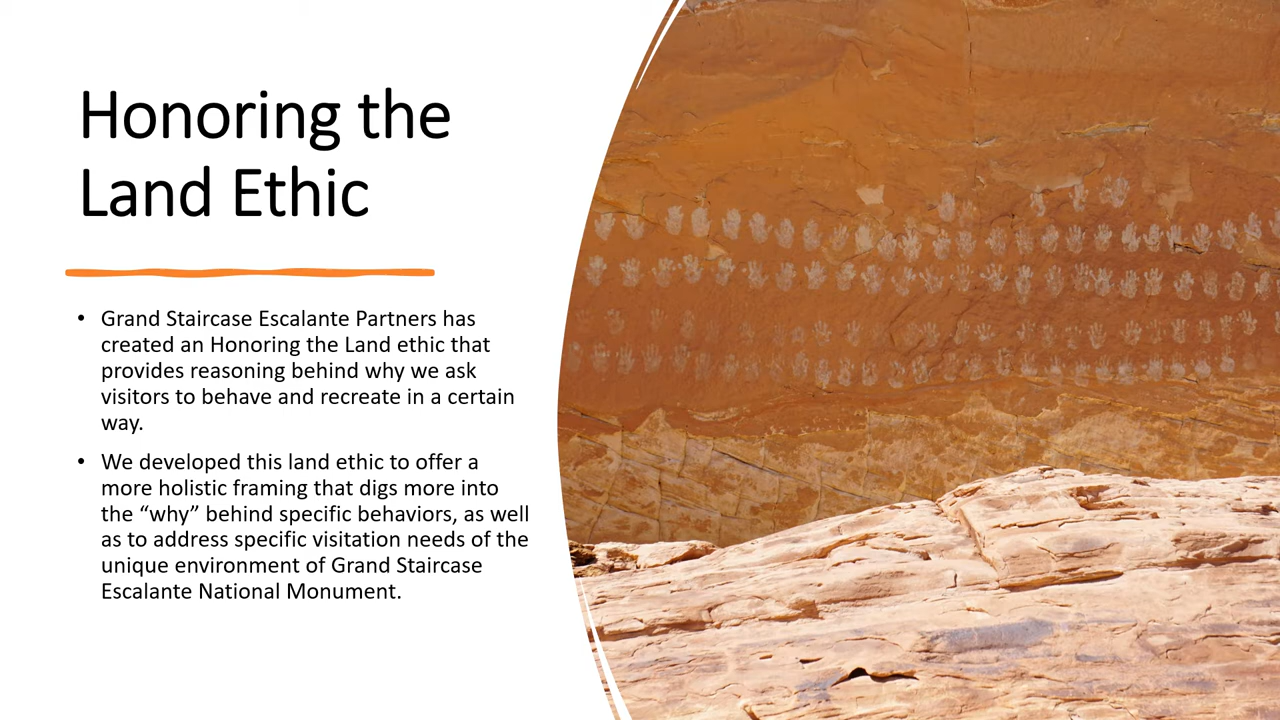 Honoring the
Land Ethic
• Grand Staircase Escalante Partners has
created an Honoring the Land ethic that
provides reasoning behind why we ask
visitors to behave and recreate in a certain
way.
• We developed this land ethic to offer a
more holistic framing that digs more into
the “why” behind specific behaviors, as well
as to address specific visitation needs of the
unique environment of Grand Staircase
Escalante National Monument.